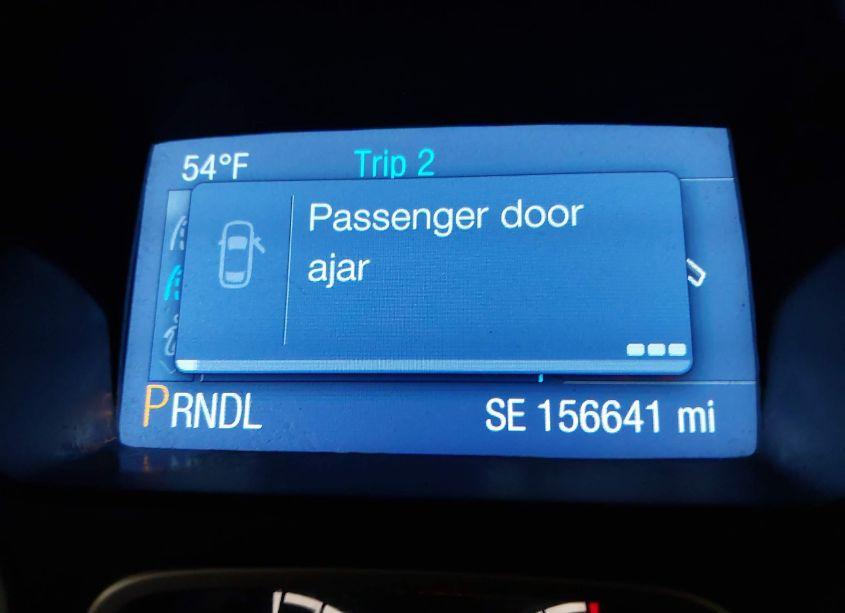 54°F Trip 2
Passenger door
ajar
PRNDL SE 156641 mi